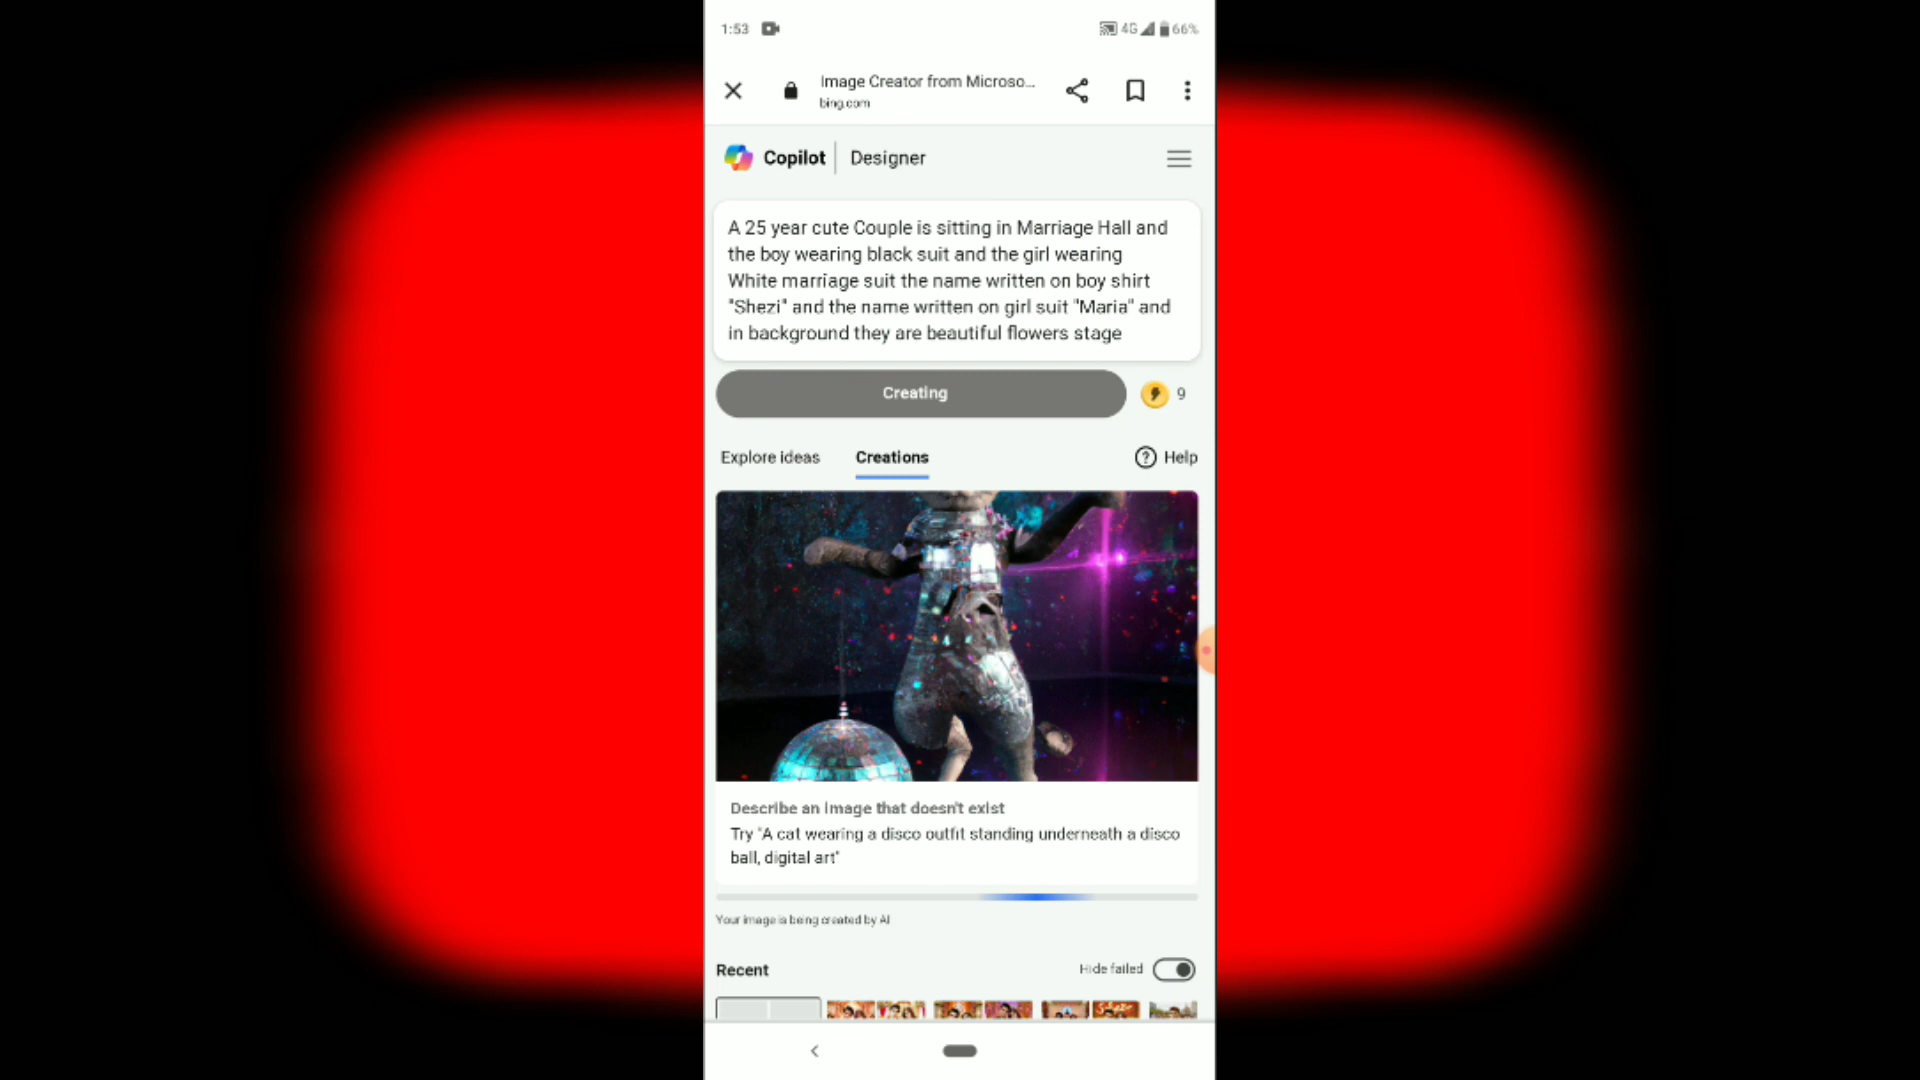 1:53
4G
66%
Image Creator from Microso...
bing.com
Copilot
Designer
A 25 year cute Couple is sitting in Marriage Hall and
the boy wearing black suit and the girl wearing
White marriage suit the name written on boy shirt
"Shezi" and the name written on girl suit "Maria" and
in background they are beautiful flowers stage
Creating
9
Explore ideas
Creations
Help
Describe an image that doesn't exist
Try "A cat wearing a disco outfit standing underneath a disco
ball, digital art"
Your image is being created by AI
Recent
Hide failed